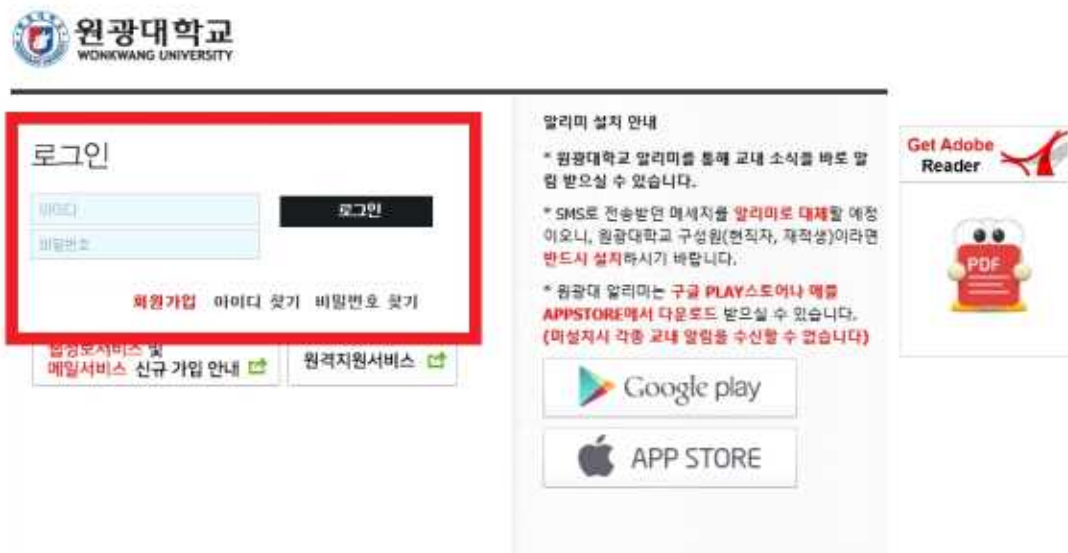 원광대학교
WONKWANG UNIVERSITY
로그인
아이디
로그인
비밀번호
회원가입 아이디 찾기 비밀번호 찾기
웹정보서비스 및
메일서비스 신규 가입 안내
원격지원서비스
알리미 설치 안내
* 원광대학교 알리미를 통해 교내 소식을 바로 알
림 받으실 수 있습니다.
* SMS로 전송받던 메세지를 알리미로 대체할 예정
이오니, 원광대학교 구성원(현직자, 재적생)이라면
반드시 설치하시기 바랍니다.
* 원광대 알리미는 구글 PLAY스토어나 애플
APPSTORE에서 다운로드 받으실 수 있습니다.
(미설치시 각종 교내 알림을 수신할 수 없습니다)
Google play
APP STORE
Get Adobe
Reader
PDF